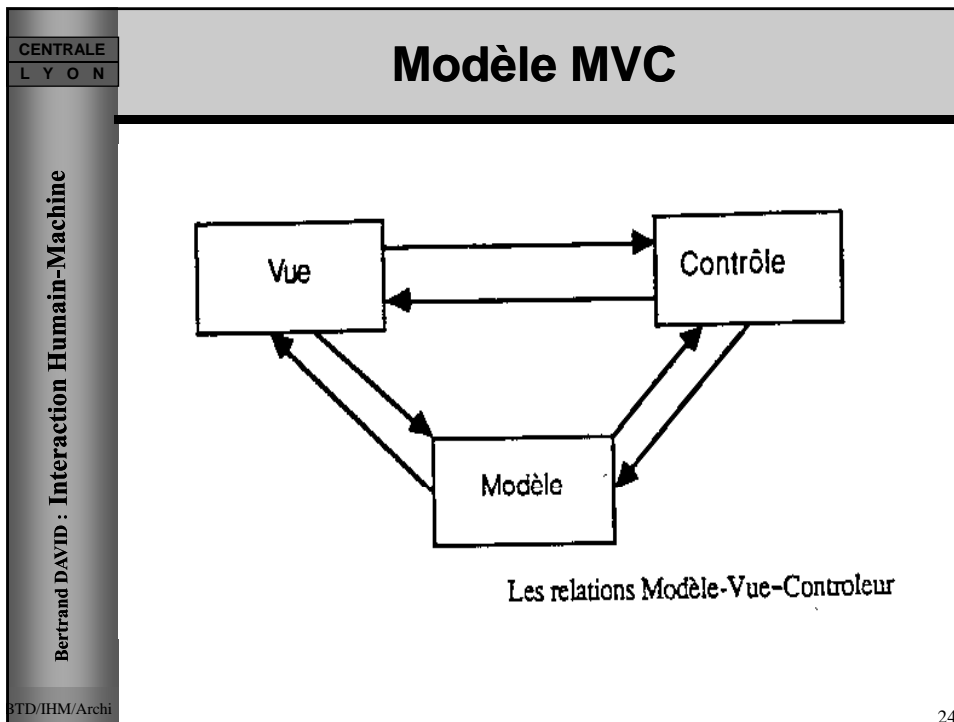 CENTRALE
L Y O N
Modèle MVC
Bertrand DAVID : Interaction Humain-Machine
Vue
Contrôle
Modèle
Les relations Modèle-Vue-Controleur
BTD/IHM/Archi
24